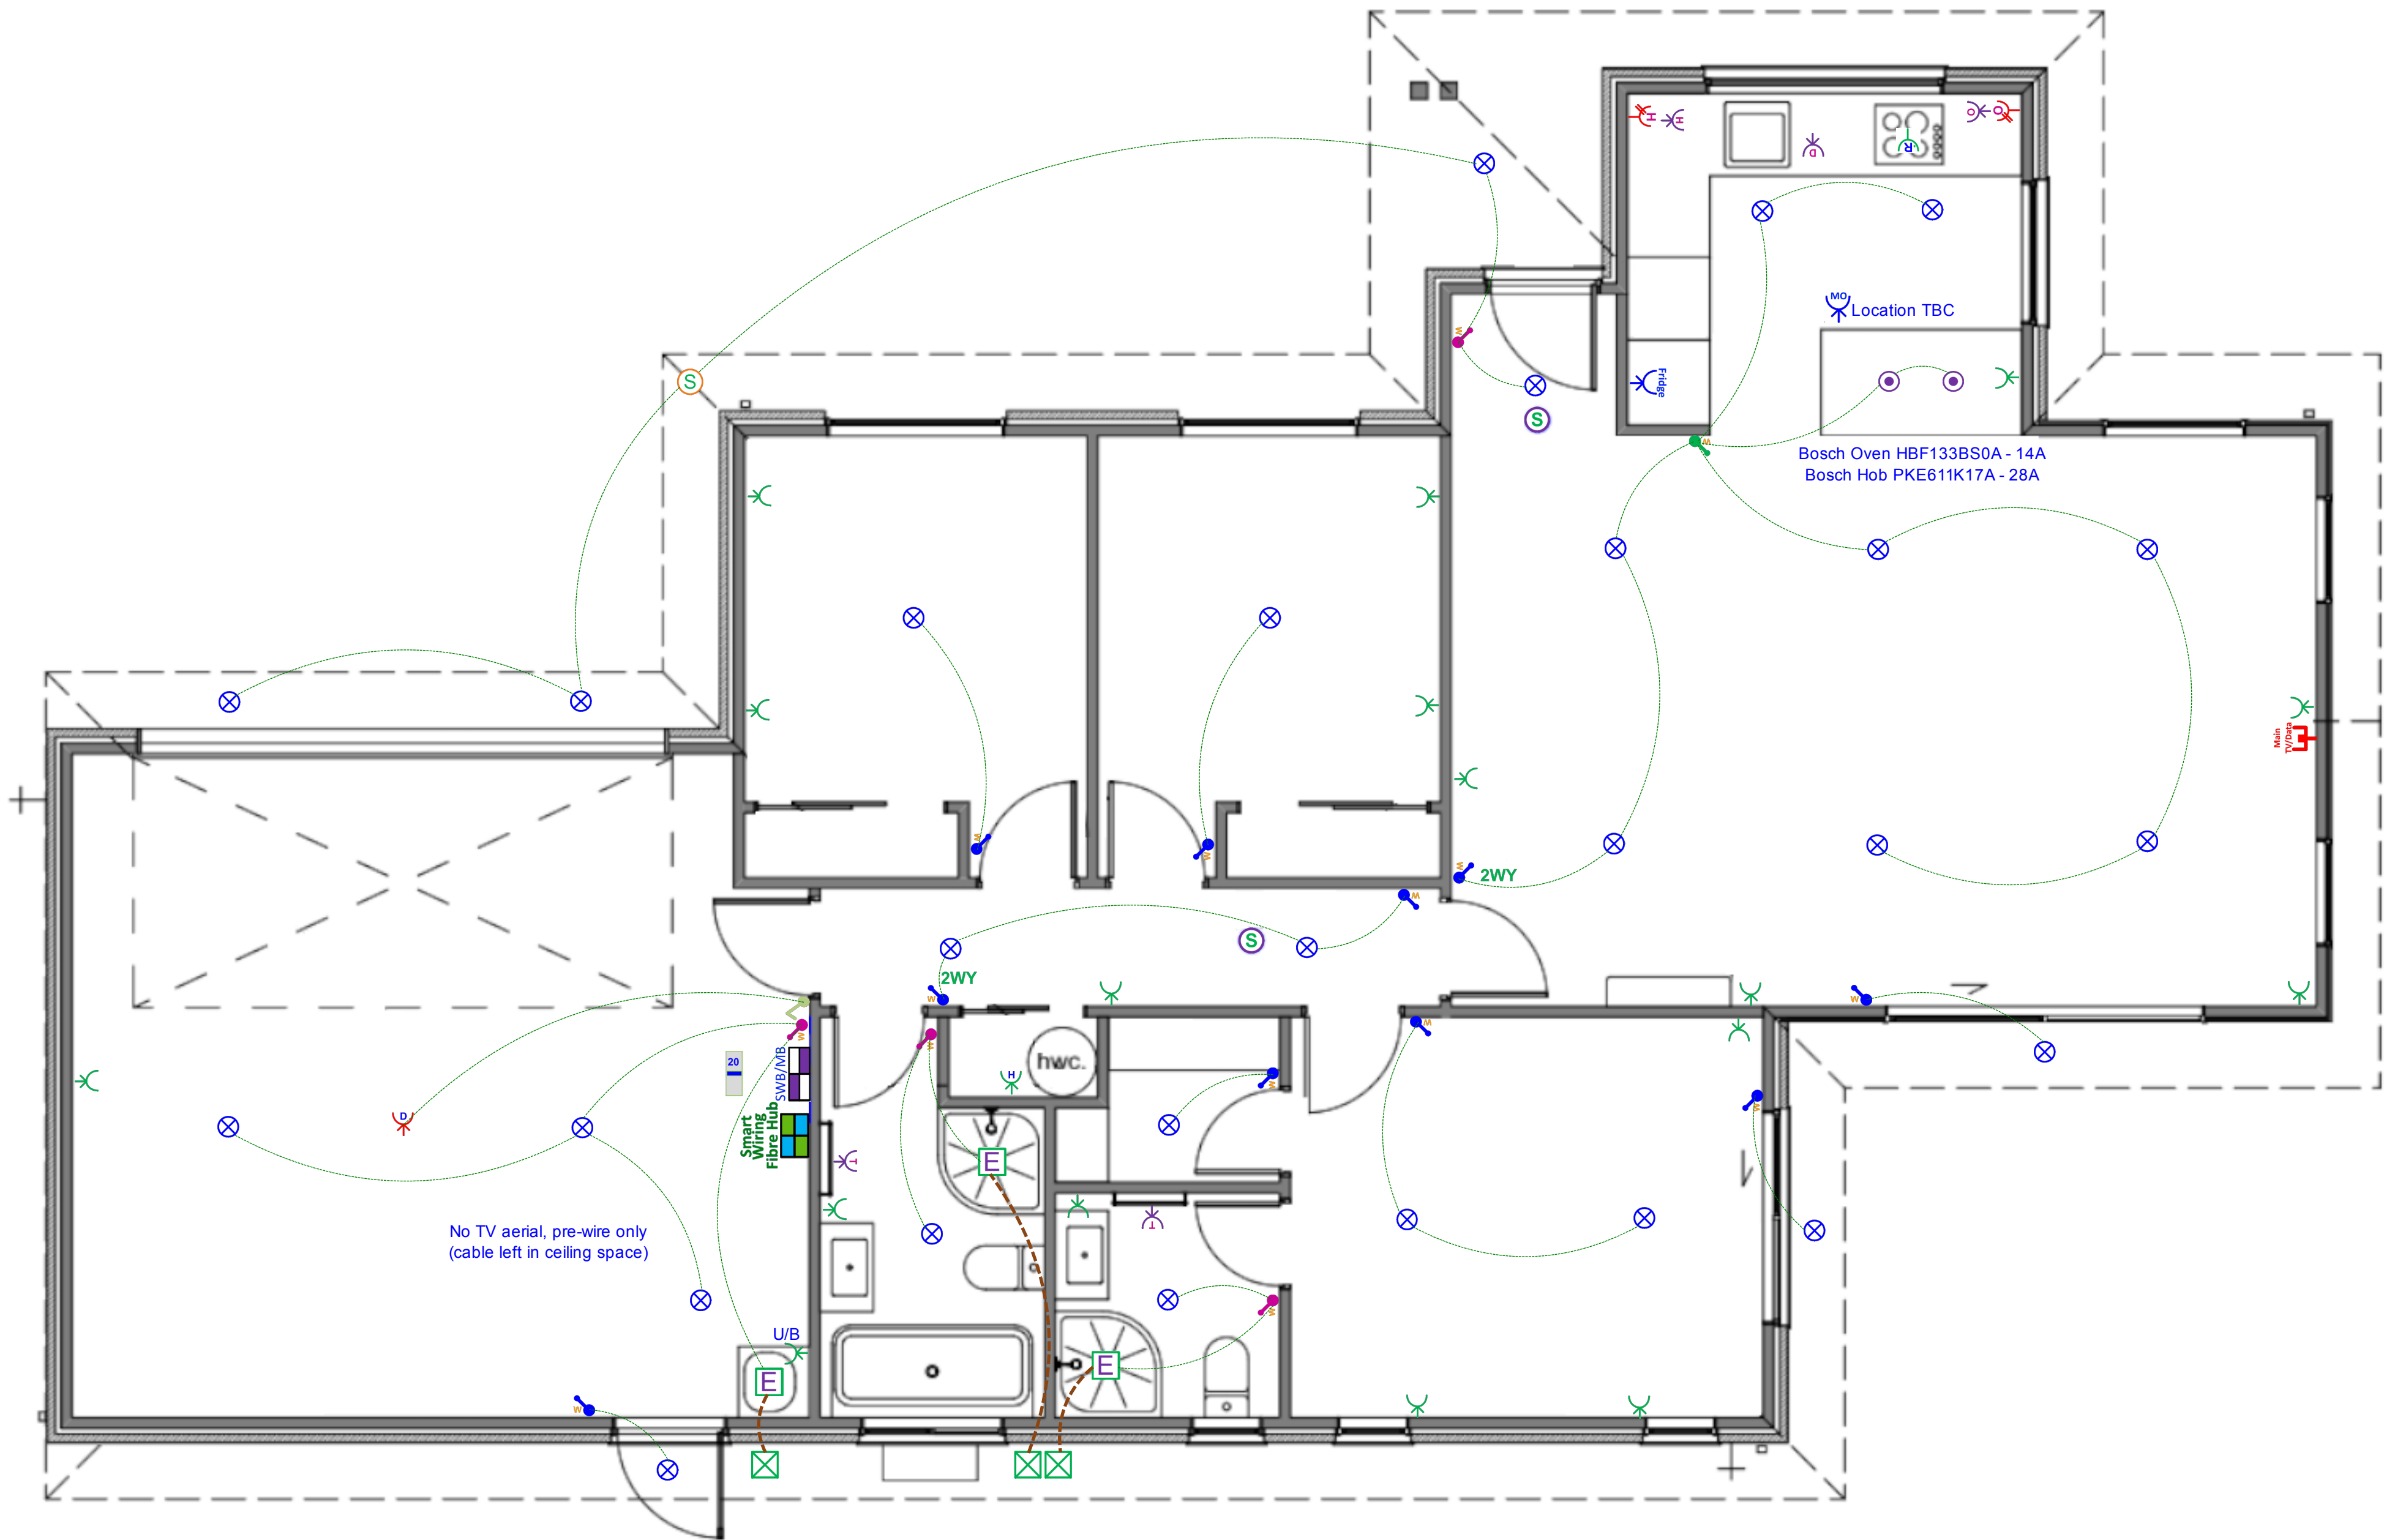 H
H
D
R
O
O
MO
Location TBC
W
S
Fridge
S
W
Bosch Oven HBF133BS0A - 14A
Bosch Hob PKE611K17A - 28A
Main
TV/Data
W
W
W
2WY
W
S
2WY
W
W
W
W
W
20
SWB/MB
hwc.
H
W
W
D
Smart
Wiring
Fibre Hub
T
E
T
No TV aerial, pre-wire only
(cable left in ceiling space)
W
U/B
E
E
W